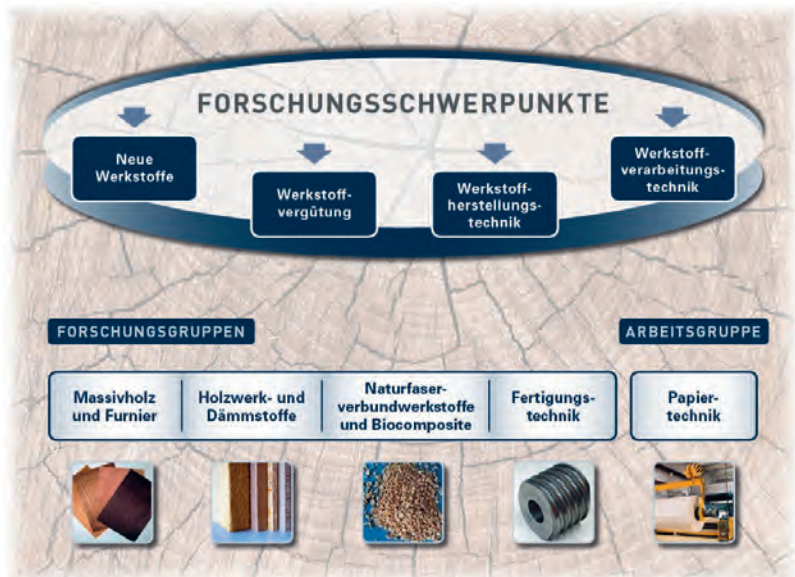 FORSCHUNGSSCHWERPUNKTE
Neue
Werkstoffe
Werkstoff-
vergütung
Werkstoff-
herstellungs-
technik
Werkstoff-
verarbeitungs-
technik
FORSCHUNGSGRUPPEN
ARBEITSGRUPPE
Massivholz
und Furnier
Holzwerk- und
Dämmstoffe
Naturfaser-
verbundwerkstoffe
und Biocomposite
Fertigungs-
technik
Papier-
technik